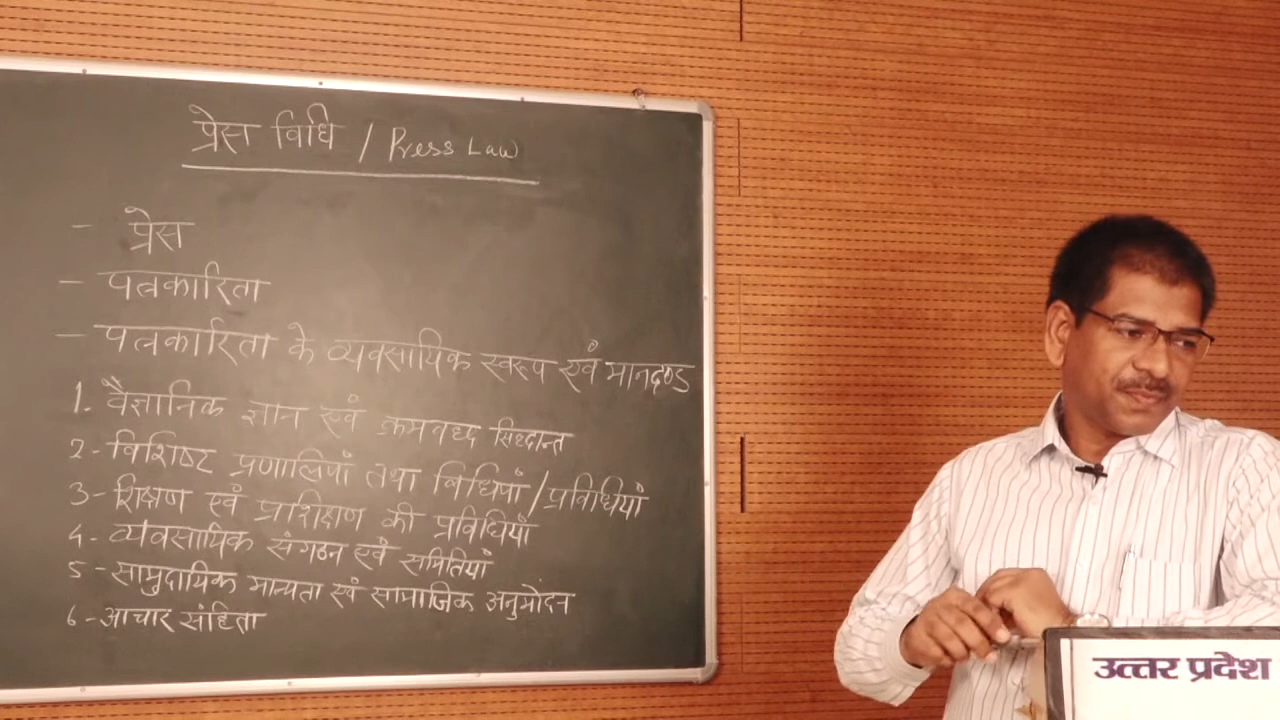 प्रेस विधि / Press Law
- प्रेस
- पत्रकारिता
- पत्रकारिता के व्यवसायिक स्वरूप एवं मानदण्ड
1. वैज्ञानिक ज्ञान एवं क्रमवध्द सिध्दान्त
2- विशिष्ट प्रणालियाँ तथा विधियाँ / प्रविधियाँ
3- शिक्षण एवं प्रशिक्षण की प्रविधियाँ
4- व्यवसायिक संगठन एवं समितियाँ
5- सामुदायिक मान्यता एवं सामाजिक अनुमोदन
6- आचार संहिता
उत्तर प्रदेश